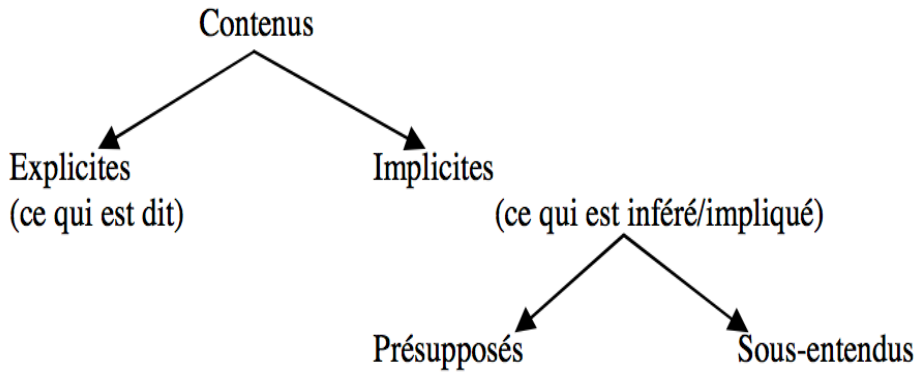 Contenus
Explicites
Implicites
(ce qui est dit)
(ce qui est inféré/impliqué)
Présupposés
Sous-entendus